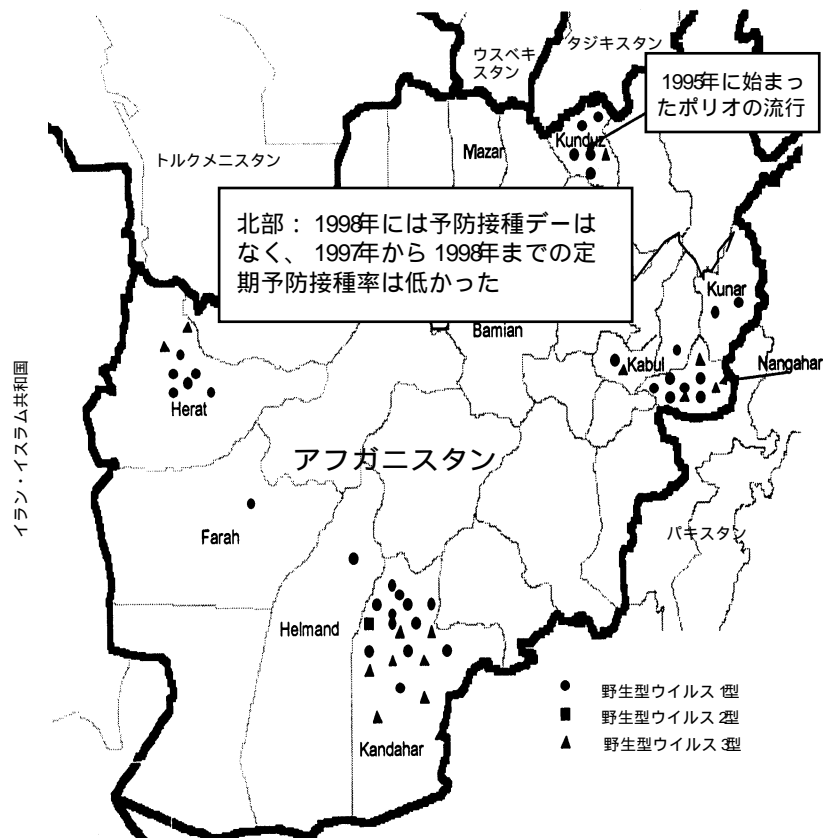 ウズベキ
スタン
タジキスタン
1995年に始まっ
たポリオの流行
Kunduz
Mazar
トルクメニスタン
北部： 1998年には予防接種デーは
なく、 1997年から 1998年までの定
期予防接種率は低かった
Kunar
Bamian
Kabul
Nangahar
Herat
イラン・イスラム共和国
アフガニスタン
Farah
パキスタン
Helmand
野生型ウイルス 1型
野生型ウイルス 2型
野生型ウイルス 3型
Kandahar